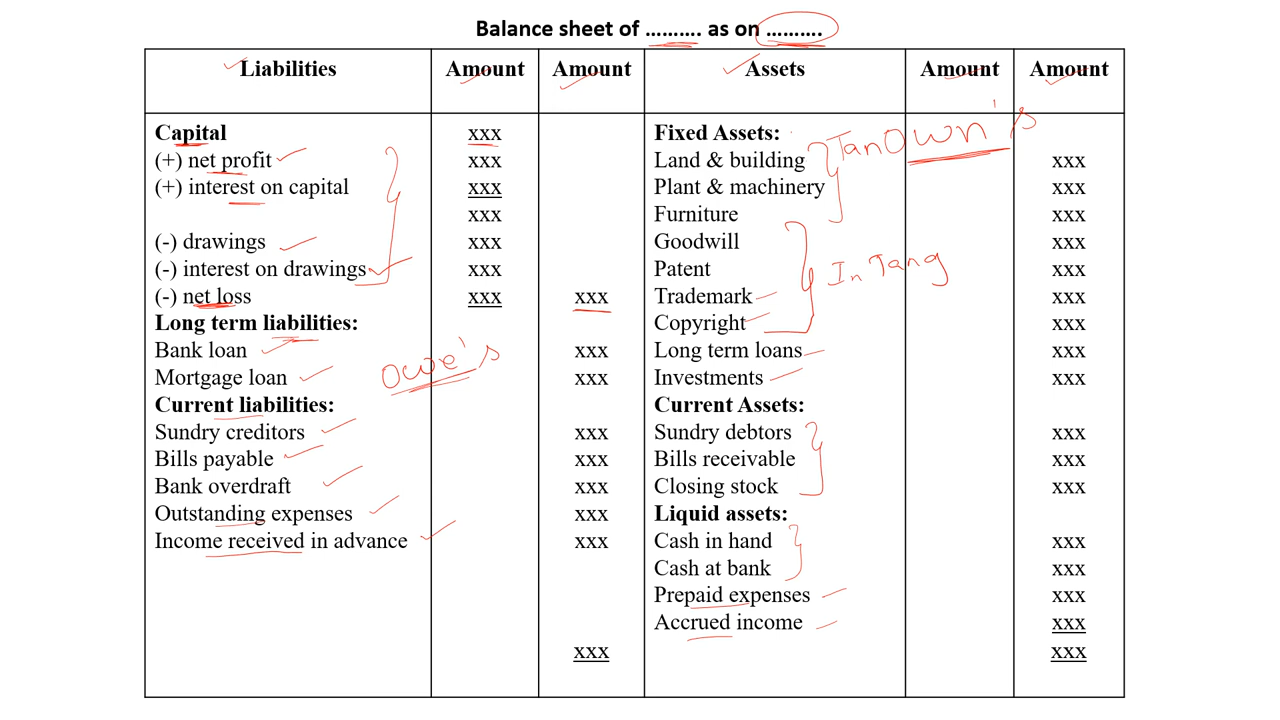 Balance sheet of .......... as on ..........
Liabilities Amount Amount Assets Amount Amount
Capital xxx Fixed Assets: Tan Own's
(+) net profit xxx Land & building xxx
(+) interest on capital xxx Plant & machinery xxx
xxx Furniture xxx
(-) drawings xxx Goodwill xxx
(-) interest on drawings xxx Patent In Tang xxx
(-) net loss xxx xxx Trademark xxx
Long term liabilities: Copyright xxx
Bank loan owe's xxx Long term loans xxx
Mortgage loan xxx Investments xxx
Current liabilities: Current Assets:
Sundry creditors xxx Sundry debtors xxx
Bills payable xxx Bills receivable xxx
Bank overdraft xxx Closing stock xxx
Outstanding expenses xxx Liquid assets:
Income received in advance xxx Cash in hand xxx
Cash at bank xxx
Prepaid expenses xxx
Accrued income xxx
xxx xxx